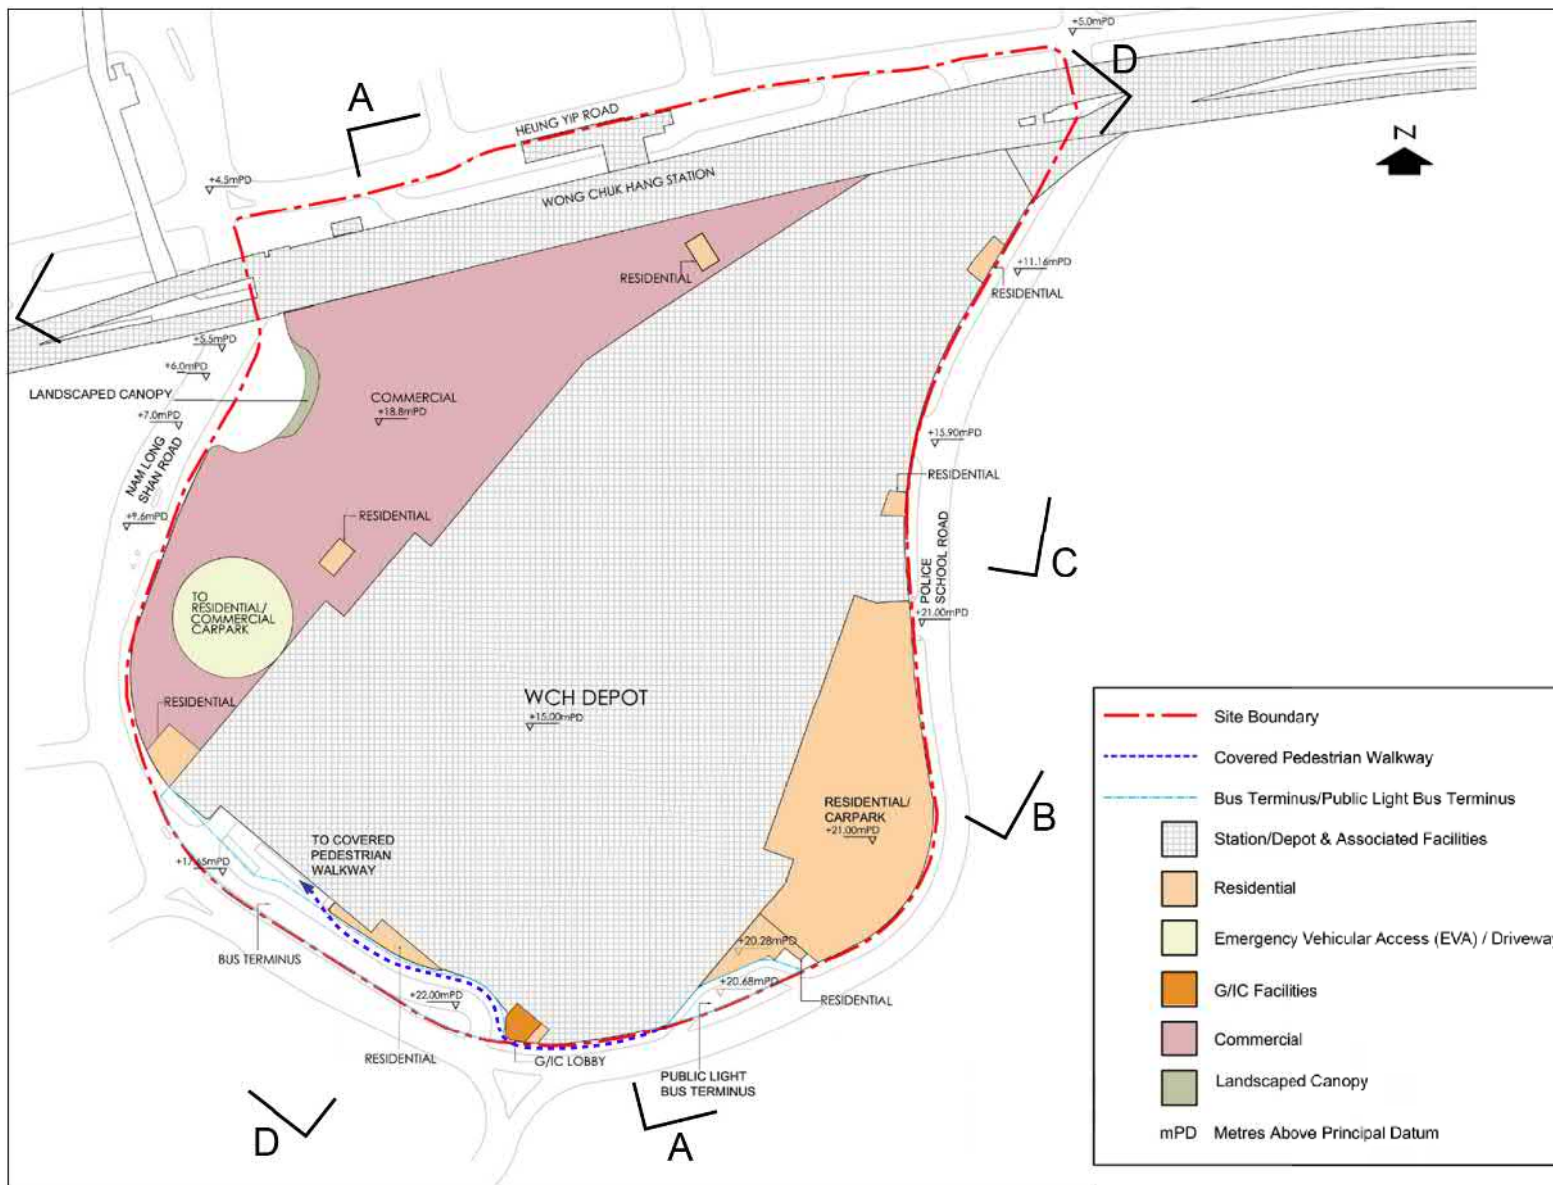 +5.0mPD
D
A
HEUNG YIP ROAD
N
WONG CHUK HANG STATION
+4.5mPD
RESIDENTIAL
+11.16mPD
RESIDENTIAL
+5.5mPD
+6.0mPD
LANDSCAPED CANOPY
COMMERCIAL
+18.8mPD
+7.0mPD
NAM LONG
SHAN ROAD
+15.90mPD
RESIDENTIAL
+9.6mPD
RESIDENTIAL
C
POLICE
SCHOOL ROAD
TO
RESIDENTIAL/
COMMERCIAL
CARPARK
+21.00mPD
RESIDENTIAL
WCH DEPOT
+15.00mPD
RESIDENTIAL/
CARPARK
+21.00mPD
B
TO COVERED
PEDESTRIAN
WALKWAY
+17.65mPD
+20.28mPD
BUS TERMINUS
+20.68mPD
+22.00mPD
RESIDENTIAL
RESIDENTIAL
G/IC LOBBY
PUBLIC LIGHT
BUS TERMINUS
D
A
Site Boundary
Covered Pedestrian Walkway
Bus Terminus/Public Light Bus Terminus
Station/Depot & Associated Facilities
Residential
Emergency Vehicular Access (EVA) / Driveway
G/IC Facilities
Commercial
Landscaped Canopy
mPD Metres Above Principal Datum